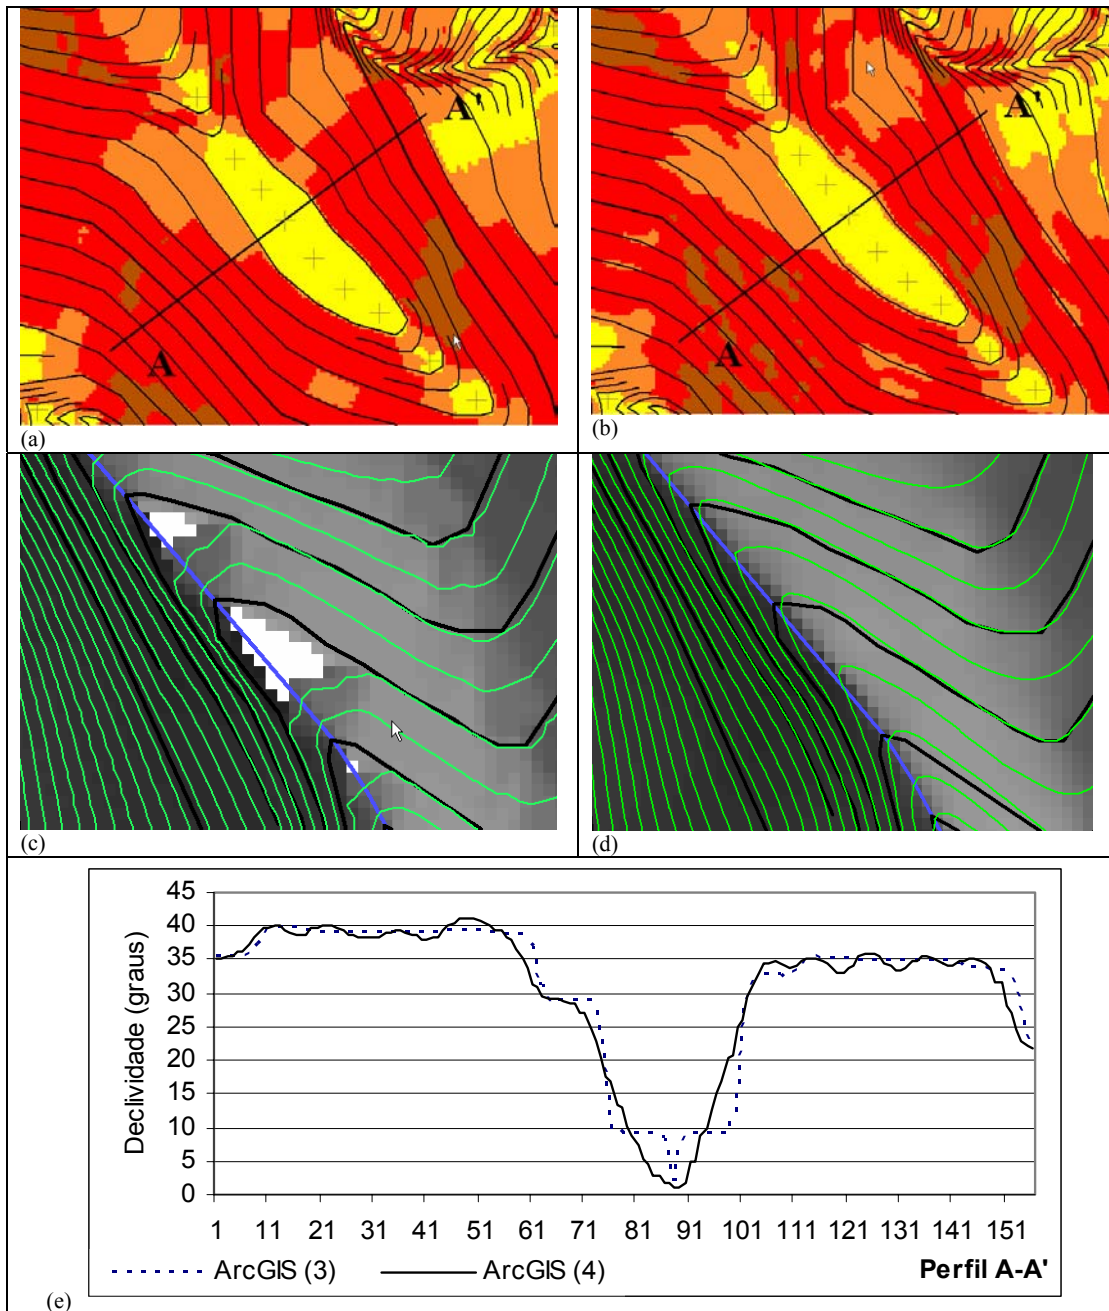 A'
A
(a)
A'
A
(b)
(c)
(d)
Declividade (graus)
45
40
35
30
25
20
15
10
5
0
1 11 21 31 41 51 61 71 81 91 101 111 121 131 141 151
ArcGIS (3) ArcGIS (4) Perfil A-A'
(e)